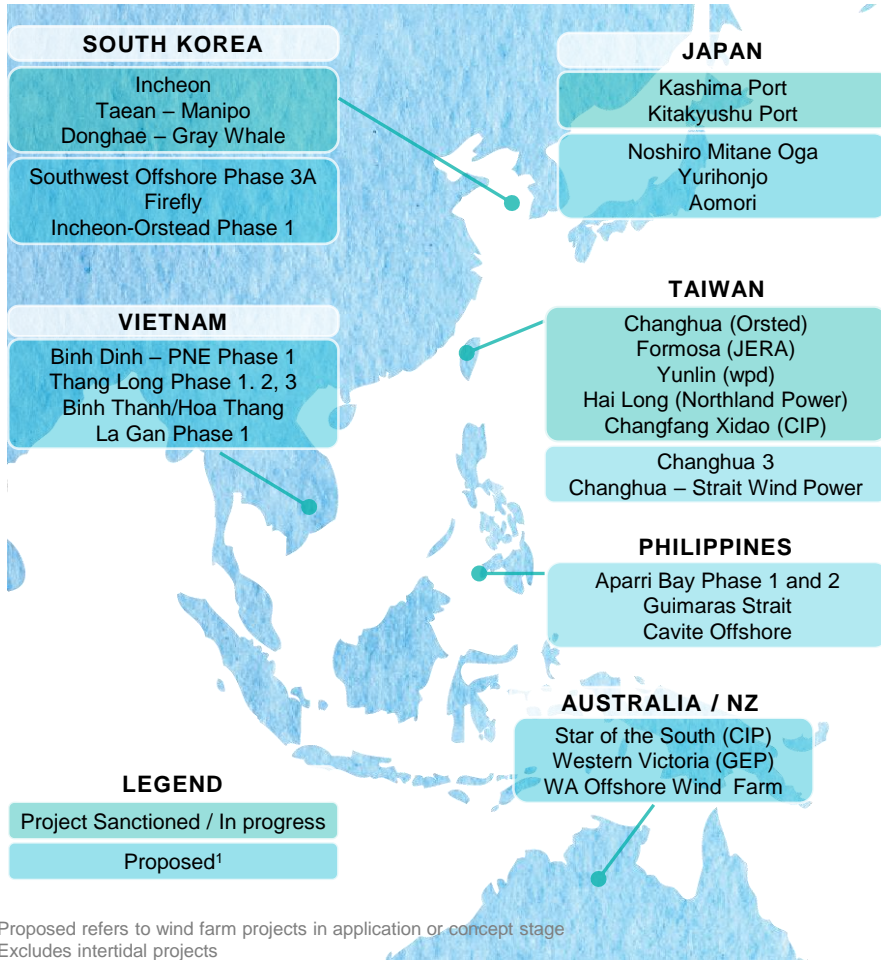 SOUTH KOREA
Incheon
Taean – Manipo
Donghae – Gray Whale
Southwest Offshore Phase 3A
Firefly
Incheon-Orstead Phase 1
JAPAN
Kashima Port
Kitakyushu Port
Noshiro Mitane Oga
Yurihonjo
Aomori
VIETNAM
Binh Dinh – PNE Phase 1
Thang Long Phase 1. 2, 3
Binh Thanh/Hoa Thang
La Gan Phase 1
TAIWAN
Changhua (Orsted)
Formosa (JERA)
Yunlin (wpd)
Hai Long (Northland Power)
Changfang Xidao (CIP)
Changhua 3
Changhua – Strait Wind Power
PHILIPPINES
Aparri Bay Phase 1 and 2
Guimaras Strait
Cavite Offshore
AUSTRALIA / NZ
Star of the South (CIP)
Western Victoria (GEP)
WA Offshore Wind Farm
LEGEND
Project Sanctioned / In progress
Proposed¹
Proposed refers to wind farm projects in application or concept stage
Excludes intertidal projects